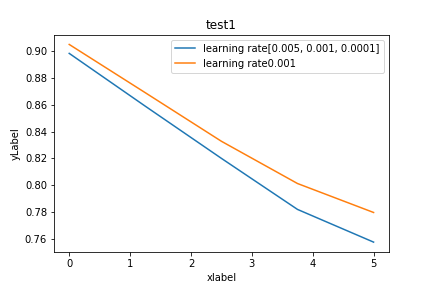 test1
learning rate[0.005, 0.001, 0.0001]
learning rate0.001
yLabel
0.90
0.88
0.86
0.84
0.82
0.80
0.78
0.76
0 1 2 3 4 5
xlabel